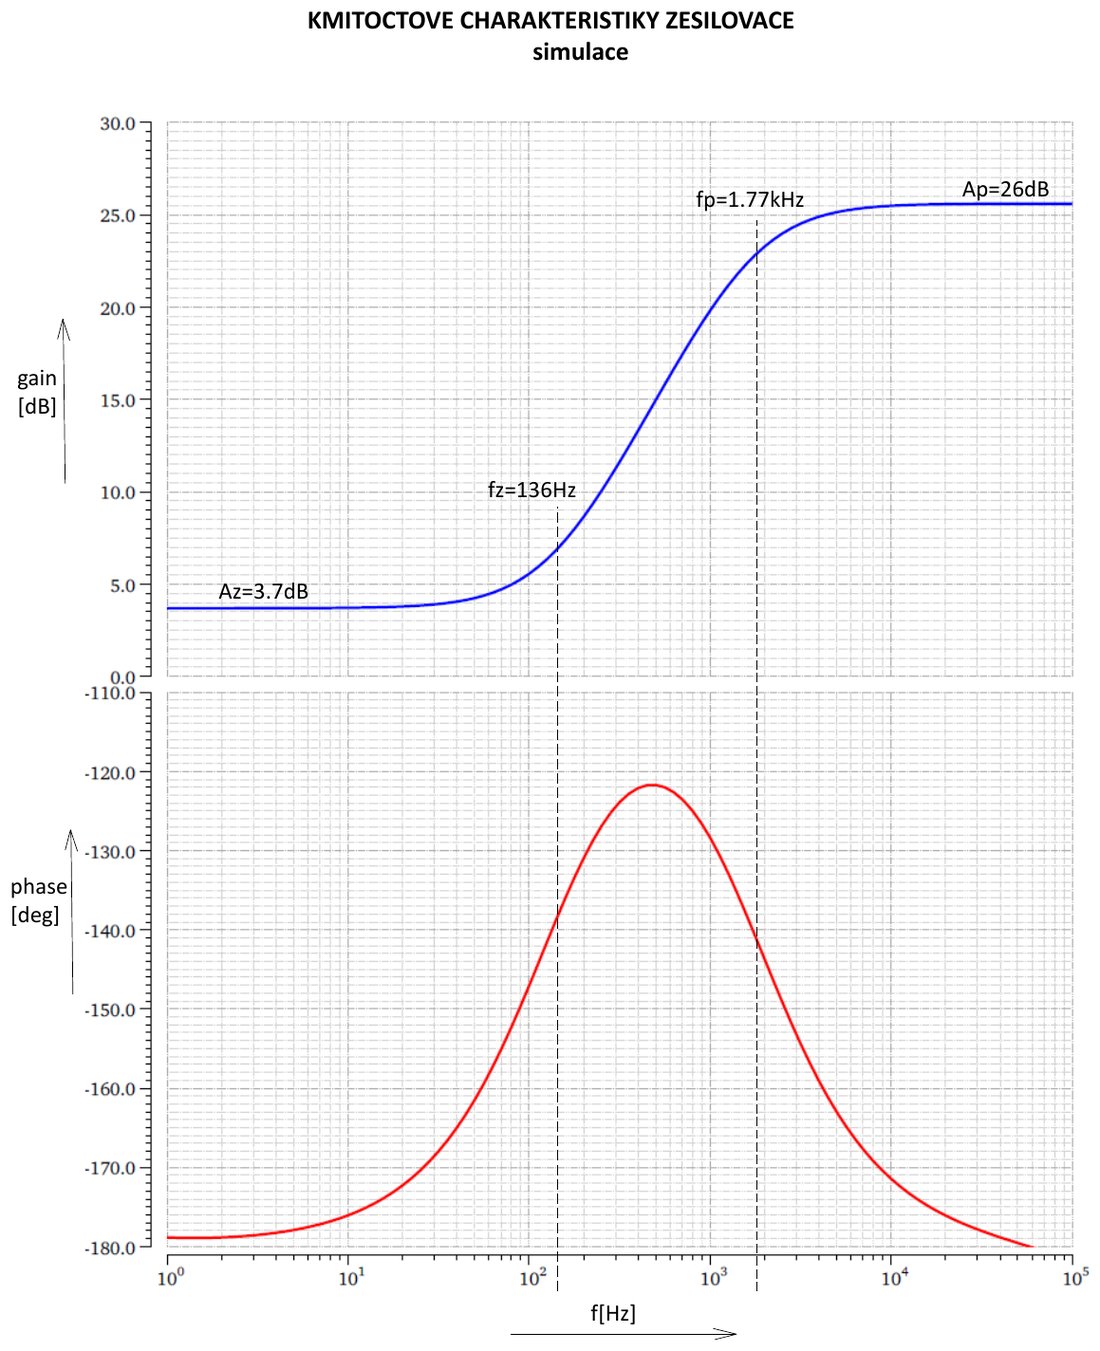 KMITOCTOVE CHARAKTERISTIKY ZESILOVACE
simulace
30.0
25.0
20.0
15.0
10.0
5.0
0.0
gain
[dB]
Ap=26dB
fp=1.77kHz
fz=136Hz
Az=3.7dB
-110.0
-120.0
-130.0
-140.0
-150.0
-160.0
-170.0
-180.0
phase
[deg]
10⁰ 10¹ 10² 10³ 10⁴ 10⁵
f[Hz]